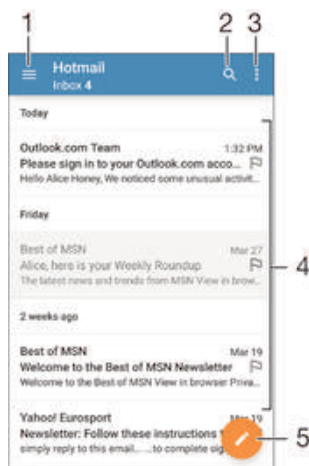 1 2 3
Hotmail
Inbox 4
Today
Outlook.com Team 1:32 PM
Please sign in to your Outlook.com acco...
Hello Alice Honey, We noticed some unusual activit...
Friday
Best of MSN Mar 27
Alice, here is your Weekly Roundup
The latest news and trends from MSN View in brow...
4
2 weeks ago
Best of MSN Mar 19
Welcome to the Best of MSN Newsletter
Welcome to the Best of MSN View in browser Priva...
Yahoo! Eurosport Mar 19
Newsletter: Follow these instructions
5
simply reply to this email... ...to complete sig